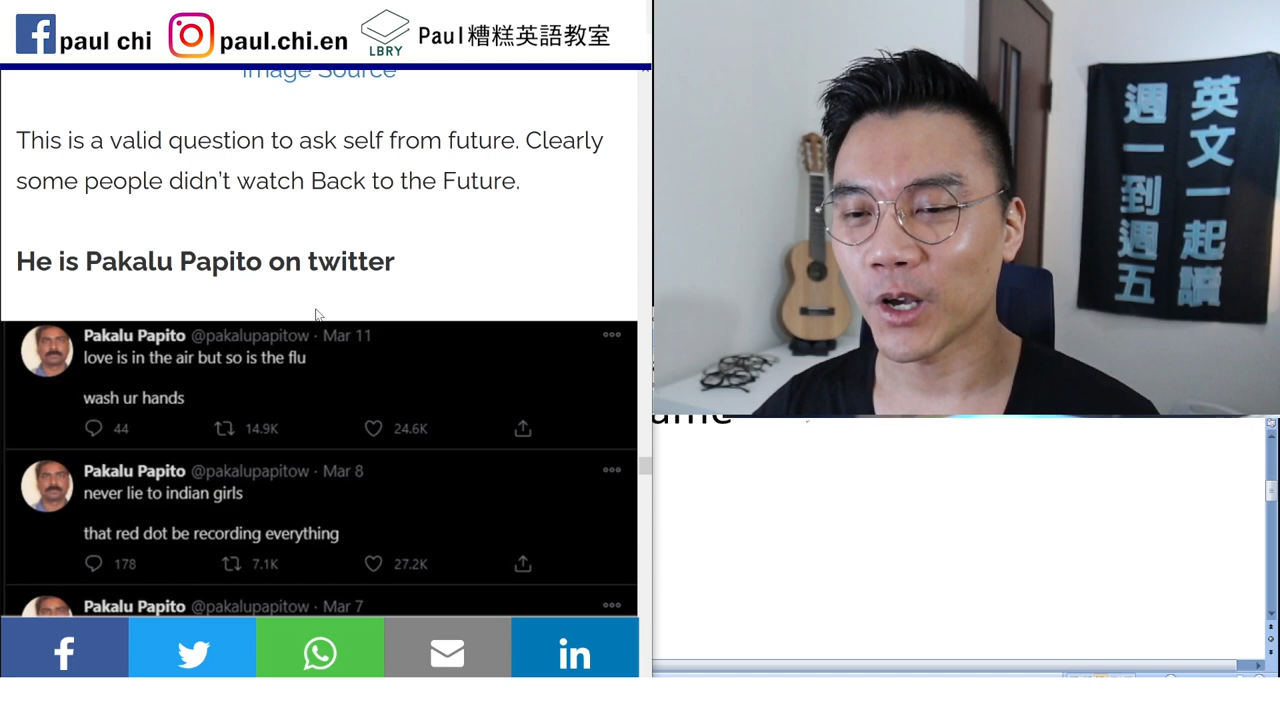 paul chi
paul.chi.en
LBRY
Paul糟糕英語教室
Image Source
This is a valid question to ask self from future. Clearly
some people didn't watch Back to the Future.
He is Pakalu Papito on twitter
Pakalu Papito @pakalupapitow · Mar 11
love is in the air but so is the flu
wash ur hands
44 14.9K 24.6K
Pakalu Papito @pakalupapitow · Mar 8
never lie to indian girls
that red dot be recording everything
178 7.1K 27.2K
Pakalu Papito @pakalupapitow · Mar 7
in
英文一起讀
週一到週五